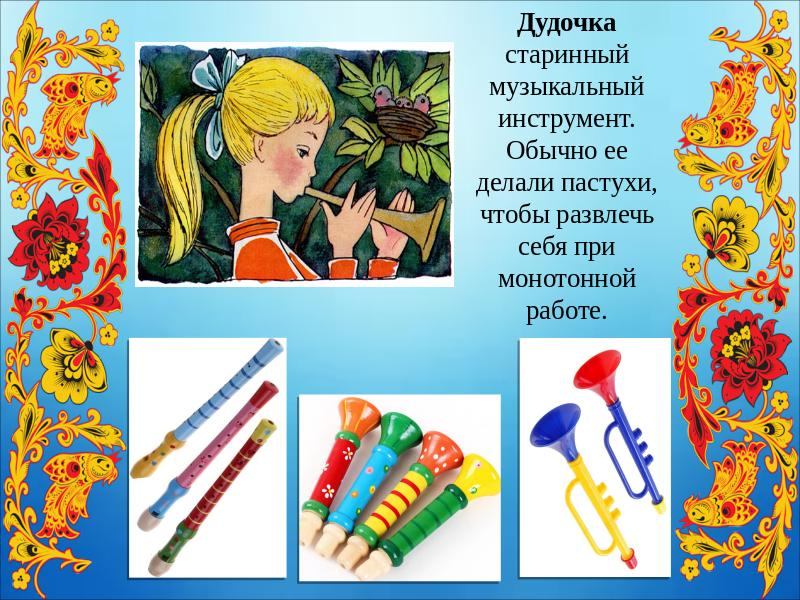 Дудочка
старинный
музыкальный
инструмент.
Обычно ее
делали пастухи,
чтобы развлечь
себя при
монотонной
работе.